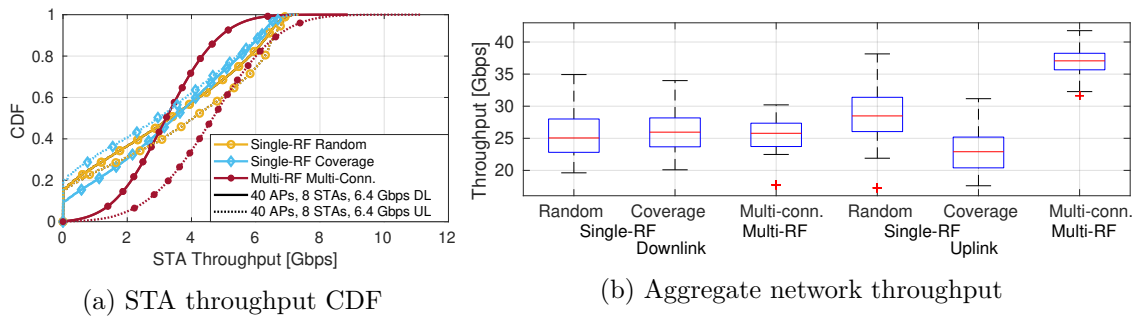 1
0.8
0.6
0.4
0.2
0
CDF
0 2 4 6 8 10 12
STA Throughput [Gbps]
Single-RF Random
Single-RF Coverage
Multi-RF Multi-Conn.
40 APs, 8 STAs, 6.4 Gbps DL
40 APs, 8 STAs, 6.4 Gbps UL
(a) STA throughput CDF
Throughput [Gbps]
40
35
30
25
20
Random Coverage Multi-conn. Random Coverage Multi-conn.
Single-RF Multi-RF Single-RF Multi-RF
Downlink Uplink
(b) Aggregate network throughput